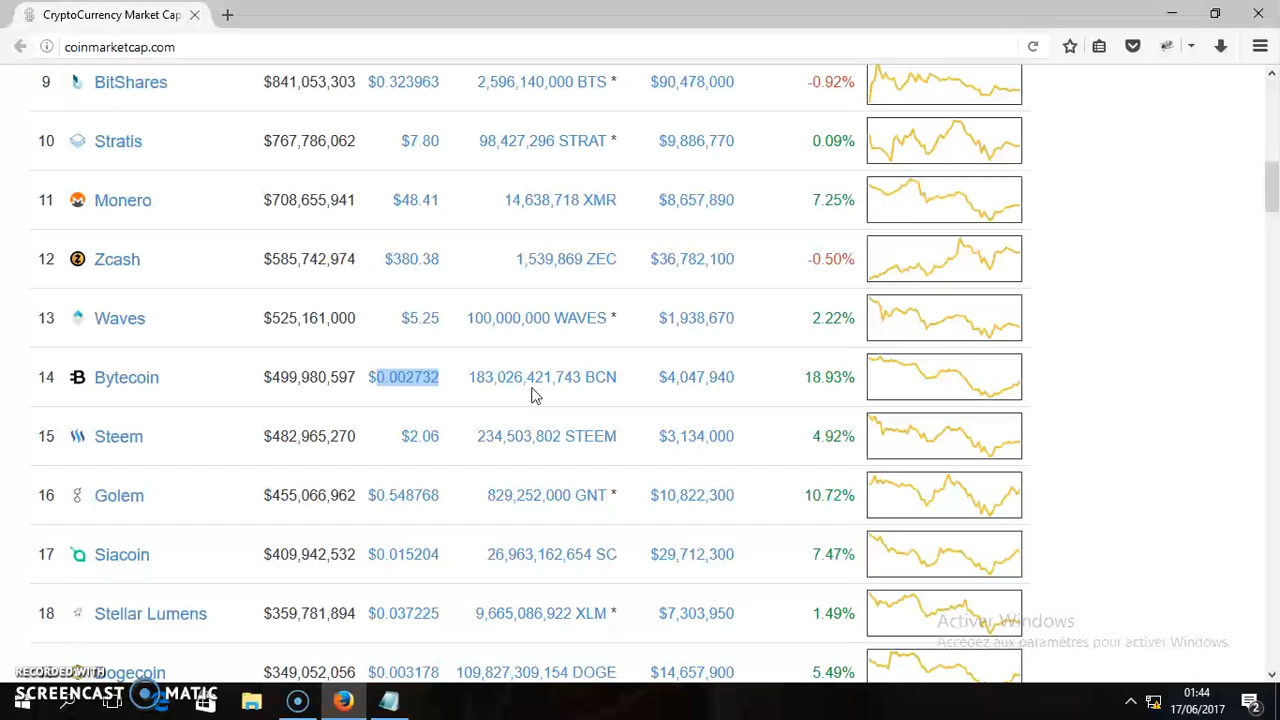 CryptoCurrency Market Cap
coinmarketcap.com
9 BitShares $841,053,303 $0.323963 2,596,140,000 BTS * $90,478,000 -0.92%
10 Stratis $767,786,062 $7.80 98,427,296 STRAT * $9,886,770 0.09%
11 Monero $708,655,941 $48.41 14,638,718 XMR $8,657,890 7.25%
12 Zcash $585,742,974 $380.38 1,539,869 ZEC $36,782,100 -0.50%
13 Waves $525,161,000 $5.25 100,000,000 WAVES * $1,938,670 2.22%
14 Bytecoin $499,980,597 $0.002732 183,026,421,743 BCN $4,047,940 18.93%
15 Steem $482,965,270 $2.06 234,503,802 STEEM $3,134,000 4.92%
16 Golem $455,066,962 $0.548768 829,252,000 GNT * $10,822,300 10.72%
17 Siacoin $409,942,532 $0.015204 26,963,162,654 SC $29,712,300 7.47%
18 Stellar Lumens $359,781,894 $0.037225 9,665,086,922 XLM * $7,303,950 1.49%
Activer Windows
Accédez aux paramètres pour activer Windows.
Dogecoin $349,052,056 $0.003178 109,827,309,154 DOGE $14,657,900 5.49%
RECORDED WITH
SCREENCAST MATIC
01:44
17/06/2017
2